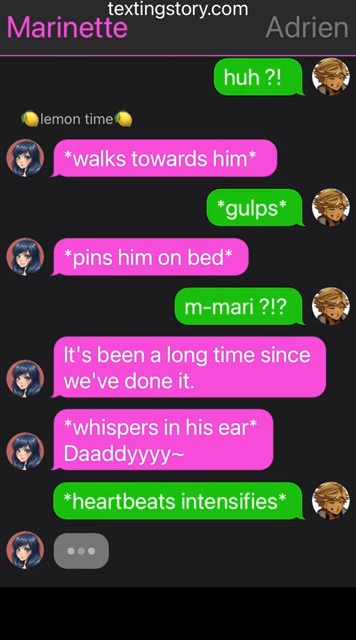 textingstory.com
Marinette Adrien
huh ?!
🍋lemon time🍋
*walks towards him*
*gulps*
*pins him on bed*
m-mari ?!?
It's been a long time since
we've done it.
*whispers in his ear*
Daaddyyyy~
*heartbeats intensifies*